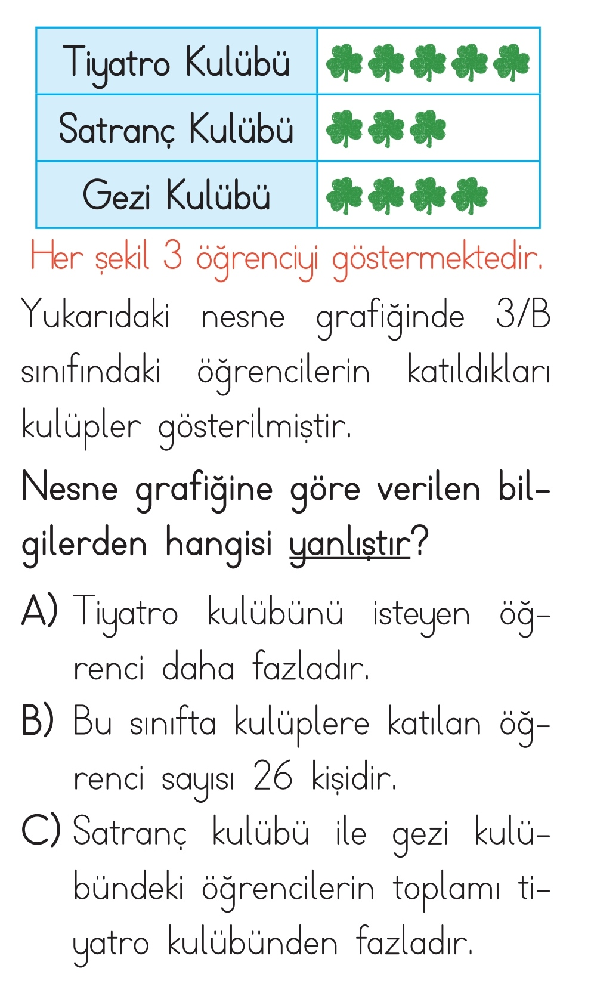 Tiyatro Kulübü
Satranç Kulübü
Gezi Kulübü
Her şekil 3 öğrenciyi göstermektedir.
Yukarıdaki nesne grafiğinde 3/B
sınıfındaki öğrencilerin katıldıkları
kulüpler gösterilmiştir.
Nesne grafiğine göre verilen bil-
gilerden hangisi yanlıştır?
A) Tiyatro kulübünü isteyen öğ-
renci daha fazladır.
B) Bu sınıfta kulüplere katılan öğ-
renci sayısı 26 kişidir.
C) Satranç kulübü ile gezi kulü-
bündeki öğrencilerin toplamı ti-
yatro kulübünden fazladır.